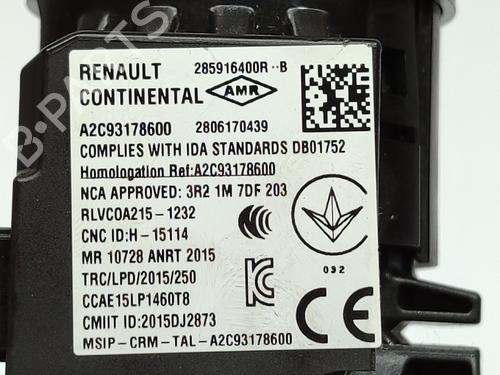 RENAULT 285916400R--B
CONTINENTAL AMR
A2C93178600 2806170439
COMPLIES WITH IDA STANDARDS DB01752
Homologation Ref:A2C93178600
NCA APPROVED: 3R2 1M 7DF 203
RLVCOA215-1232
CNC ID:H-15114
MR 10728 ANRT 2015
032
TRC/LPD/2015/250
CCAE15LP1460T8
CMIIT ID:2015DJ2873
CE
MSIP-CRM-TAL-A2C93178600
B-PARTS